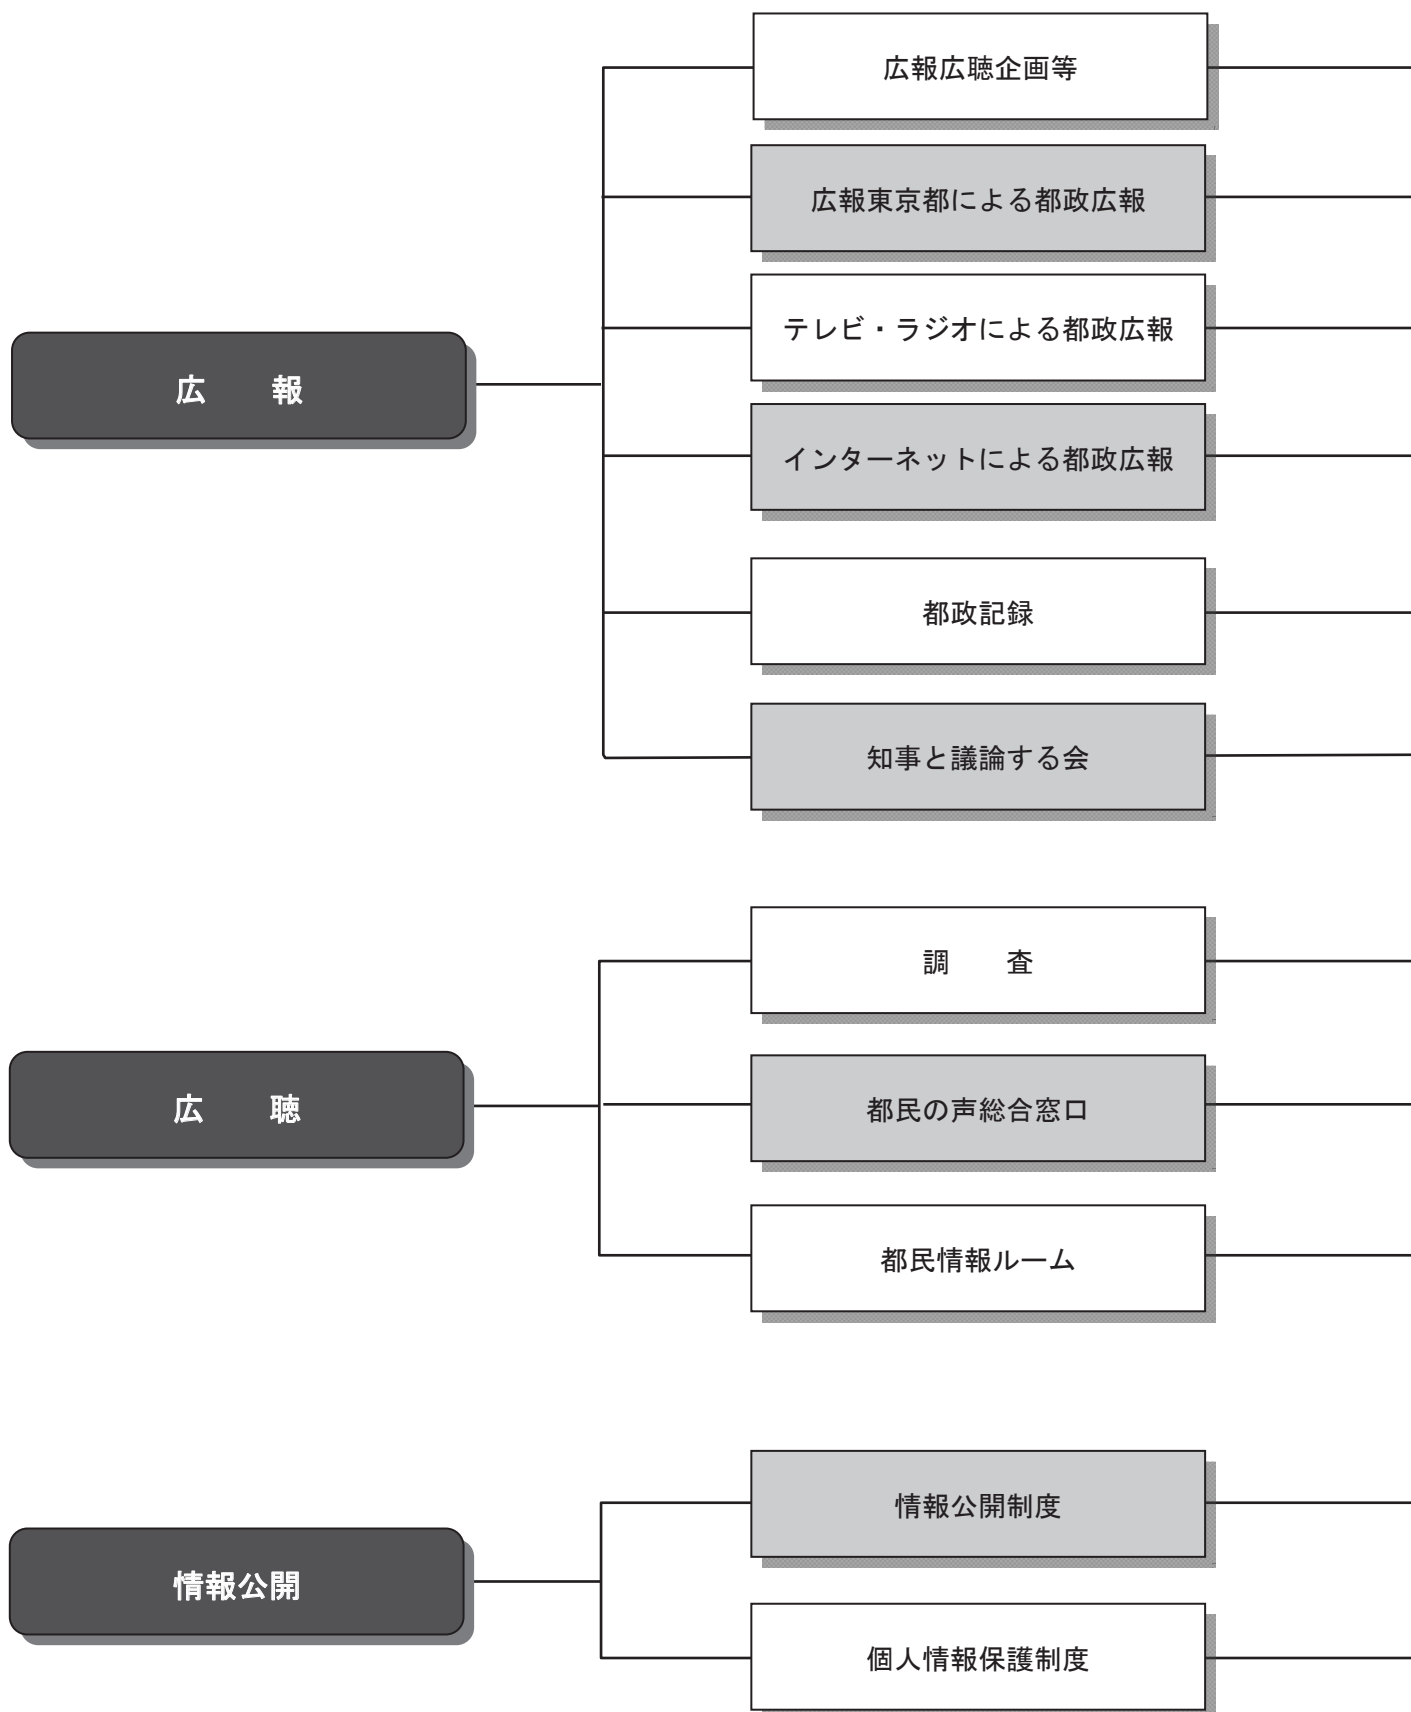 広報
広報広聴企画等
広報東京都による都政広報
テレビ・ラジオによる都政広報
インターネットによる都政広報
都政記録
知事と議論する会
広聴
調査
都民の声総合窓口
都民情報ルーム
情報公開
情報公開制度
個人情報保護制度